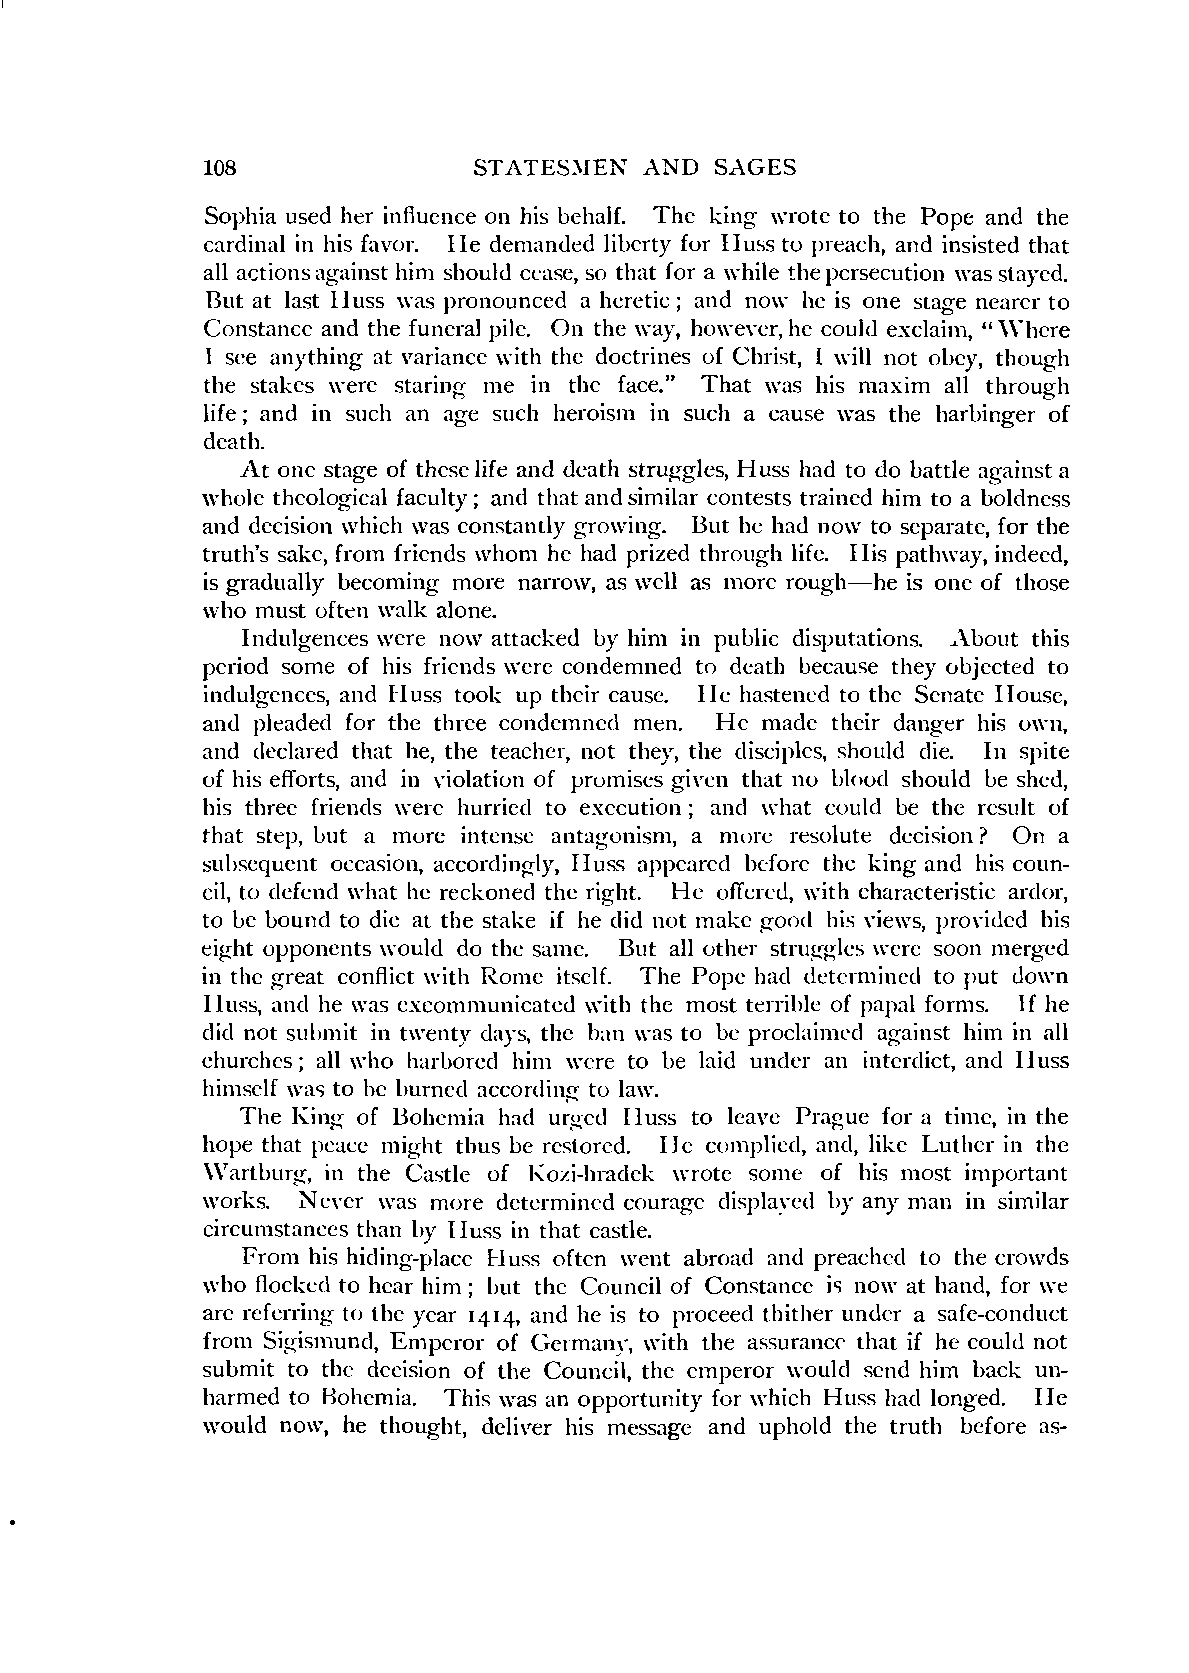 108 STATESMEN AND SAGES
Sophia used her influence on his behalf. The king wrote to the Pope and the
cardinal in his favor. He demanded liberty for Huss to preach, and insisted that
all actions against him should cease, so that for a while the persecution was stayed.
But at last Huss was pronounced a heretic; and now he is one stage nearer to
Constance and the funeral pile. On the way, however, he could exclaim, "Where
I see anything at variance with the doctrines of Christ, I will not obey, though
the stakes were staring me in the face." That was his maxim all through
life; and in such an age such heroism in such a cause was the harbinger of
death.
At one stage of these life and death struggles, Huss had to do battle against a
whole theological faculty; and that and similar contests trained him to a boldness
and decision which was constantly growing. But he had now to separate, for the
truth's sake, from friends whom he had prized through life. His pathway, indeed,
is gradually becoming more narrow, as well as more rough—he is one of those
who must often walk alone.
Indulgences were now attacked by him in public disputations. About this
period some of his friends were condemned to death because they objected to
indulgences, and Huss took up their cause. He hastened to the Senate House,
and pleaded for the three condemned men. He made their danger his own,
and declared that he, the teacher, not they, the disciples, should die. In spite
of his efforts, and in violation of promises given that no blood should be shed,
his three friends were hurried to execution; and what could be the result of
that step, but a more intense antagonism, a more resolute decision? On a
subsequent occasion, accordingly, Huss appeared before the king and his coun-
cil, to defend what he reckoned the right. He offered, with characteristic ardor,
to be bound to die at the stake if he did not make good his views, provided his
eight opponents would do the same. But all other struggles were soon merged
in the great conflict with Rome itself. The Pope had determined to put down
Huss, and he was excommunicated with the most terrible of papal forms. If he
did not submit in twenty days, the ban was to be proclaimed against him in all
churches; all who harbored him were to be laid under an interdict, and Huss
himself was to be burned according to law.
The King of Bohemia had urged Huss to leave Prague for a time, in the
hope that peace might thus be restored. He complied, and, like Luther in the
Wartburg, in the Castle of Kozi-hradek wrote some of his most important
works. Never was more determined courage displayed by any man in similar
circumstances than by Huss in that castle.
From his hiding-place Huss often went abroad and preached to the crowds
who flocked to hear him; but the Council of Constance is now at hand, for we
are referring to the year 1414, and he is to proceed thither under a safe-conduct
from Sigismund, Emperor of Germany, with the assurance that if he could not
submit to the decision of the Council, the emperor would send him back un-
harmed to Bohemia. This was an opportunity for which Huss had longed. He
would now, he thought, deliver his message and uphold the truth before as-